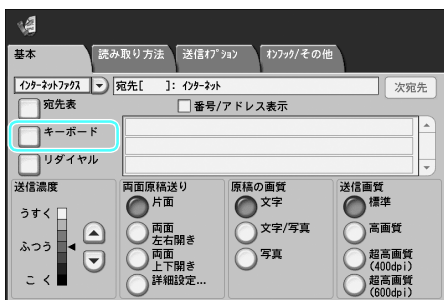 基本
読み取り方法
送信オプション
オンフック/その他
インターネットファクス
宛先[ ]: インターネット
次宛先
宛先表
番号/アドレス表示
キーボード
リダイヤル
送信濃度
うすく
ふつう
こく
両面原稿送り
片面
両面
左右開き
両面
上下開き
詳細設定...
原稿の画質
文字
文字/写真
写真
送信画質
標準
高画質
超高画質
(400dpi)
超高画質
(600dpi)